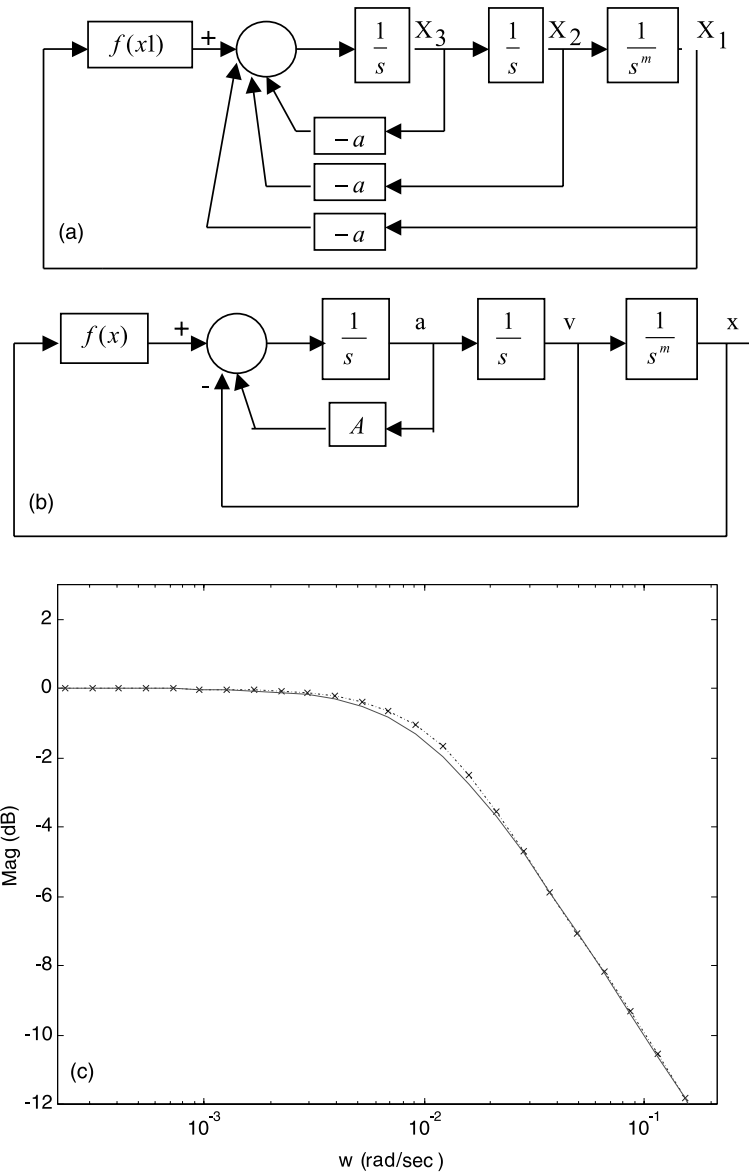 f(x1) + 1/s X3 1/s X2 1/s^m X1
−a
−a
−a
(a)
f(x) + 1/s a 1/s v 1/s^m x
-
A
(b)
2
0
-2
-4
-6
-8
-10
-12
Mag (dB)
(c)
10^-3 10^-2 10^-1
w (rad/sec)